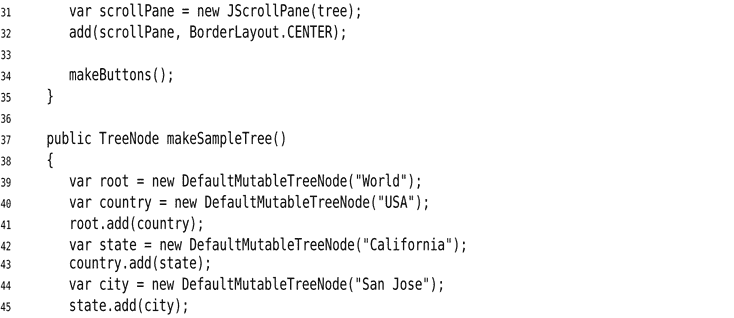 31 var scrollPane = new JScrollPane(tree);
32 add(scrollPane, BorderLayout.CENTER);
33
34 makeButtons();
35 }
36
37 public TreeNode makeSampleTree()
38 {
39 var root = new DefaultMutableTreeNode("World");
40 var country = new DefaultMutableTreeNode("USA");
41 root.add(country);
42 var state = new DefaultMutableTreeNode("California");
43 country.add(state);
44 var city = new DefaultMutableTreeNode("San Jose");
45 state.add(city);